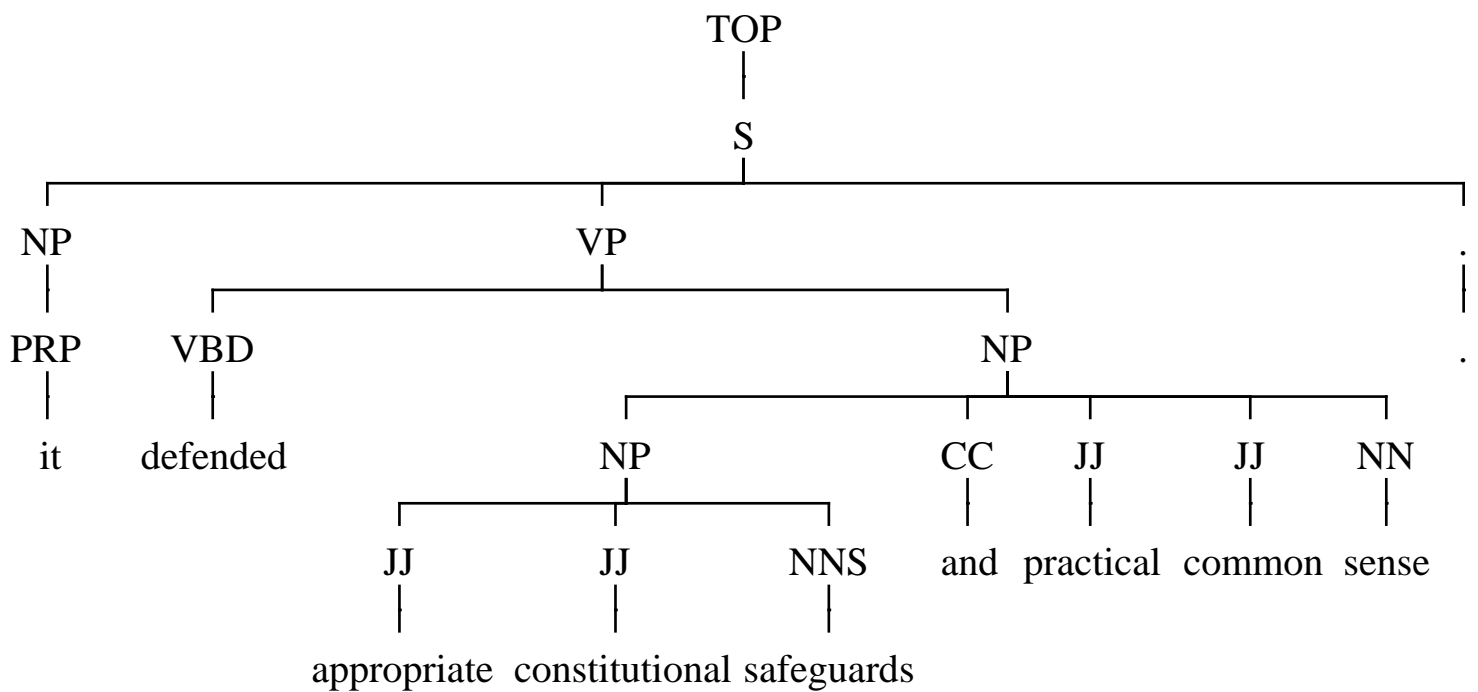 TOP
S
NP VP .
PRP VBD NP .
it defended NP CC JJ JJ NN
JJ JJ NNS and practical common sense
appropriate constitutional safeguards